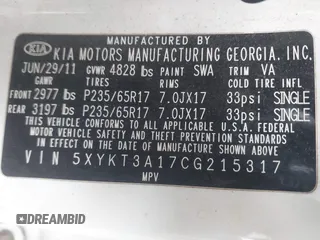 MANUFACTURED BY
KIA KIA MOTORS MANUFACTURING GEORGIA, INC.
JUN/29/11 GVWR 4828 lbs PAINT SWA TRIM VA
GAWR TIRES RIMS COLD TIRE INFL
FRONT 2977 lbs P235/65R17 7.0JX17 33psi SINGLE
REAR 3197 lbs P235/65R17 7.0JX17 33psi SINGLE
THIS VEHICLE CONFORMS TO ALL APPLICABLE U.S. FEDERAL
MOTOR VEHICLE SAFETY STANDARDS IN
EFFECT ON THE DATE OF MANUFACTURE SHOWN ABOVE.
VIN 5XYKT3A17CG215317
MPV
DREAMBID